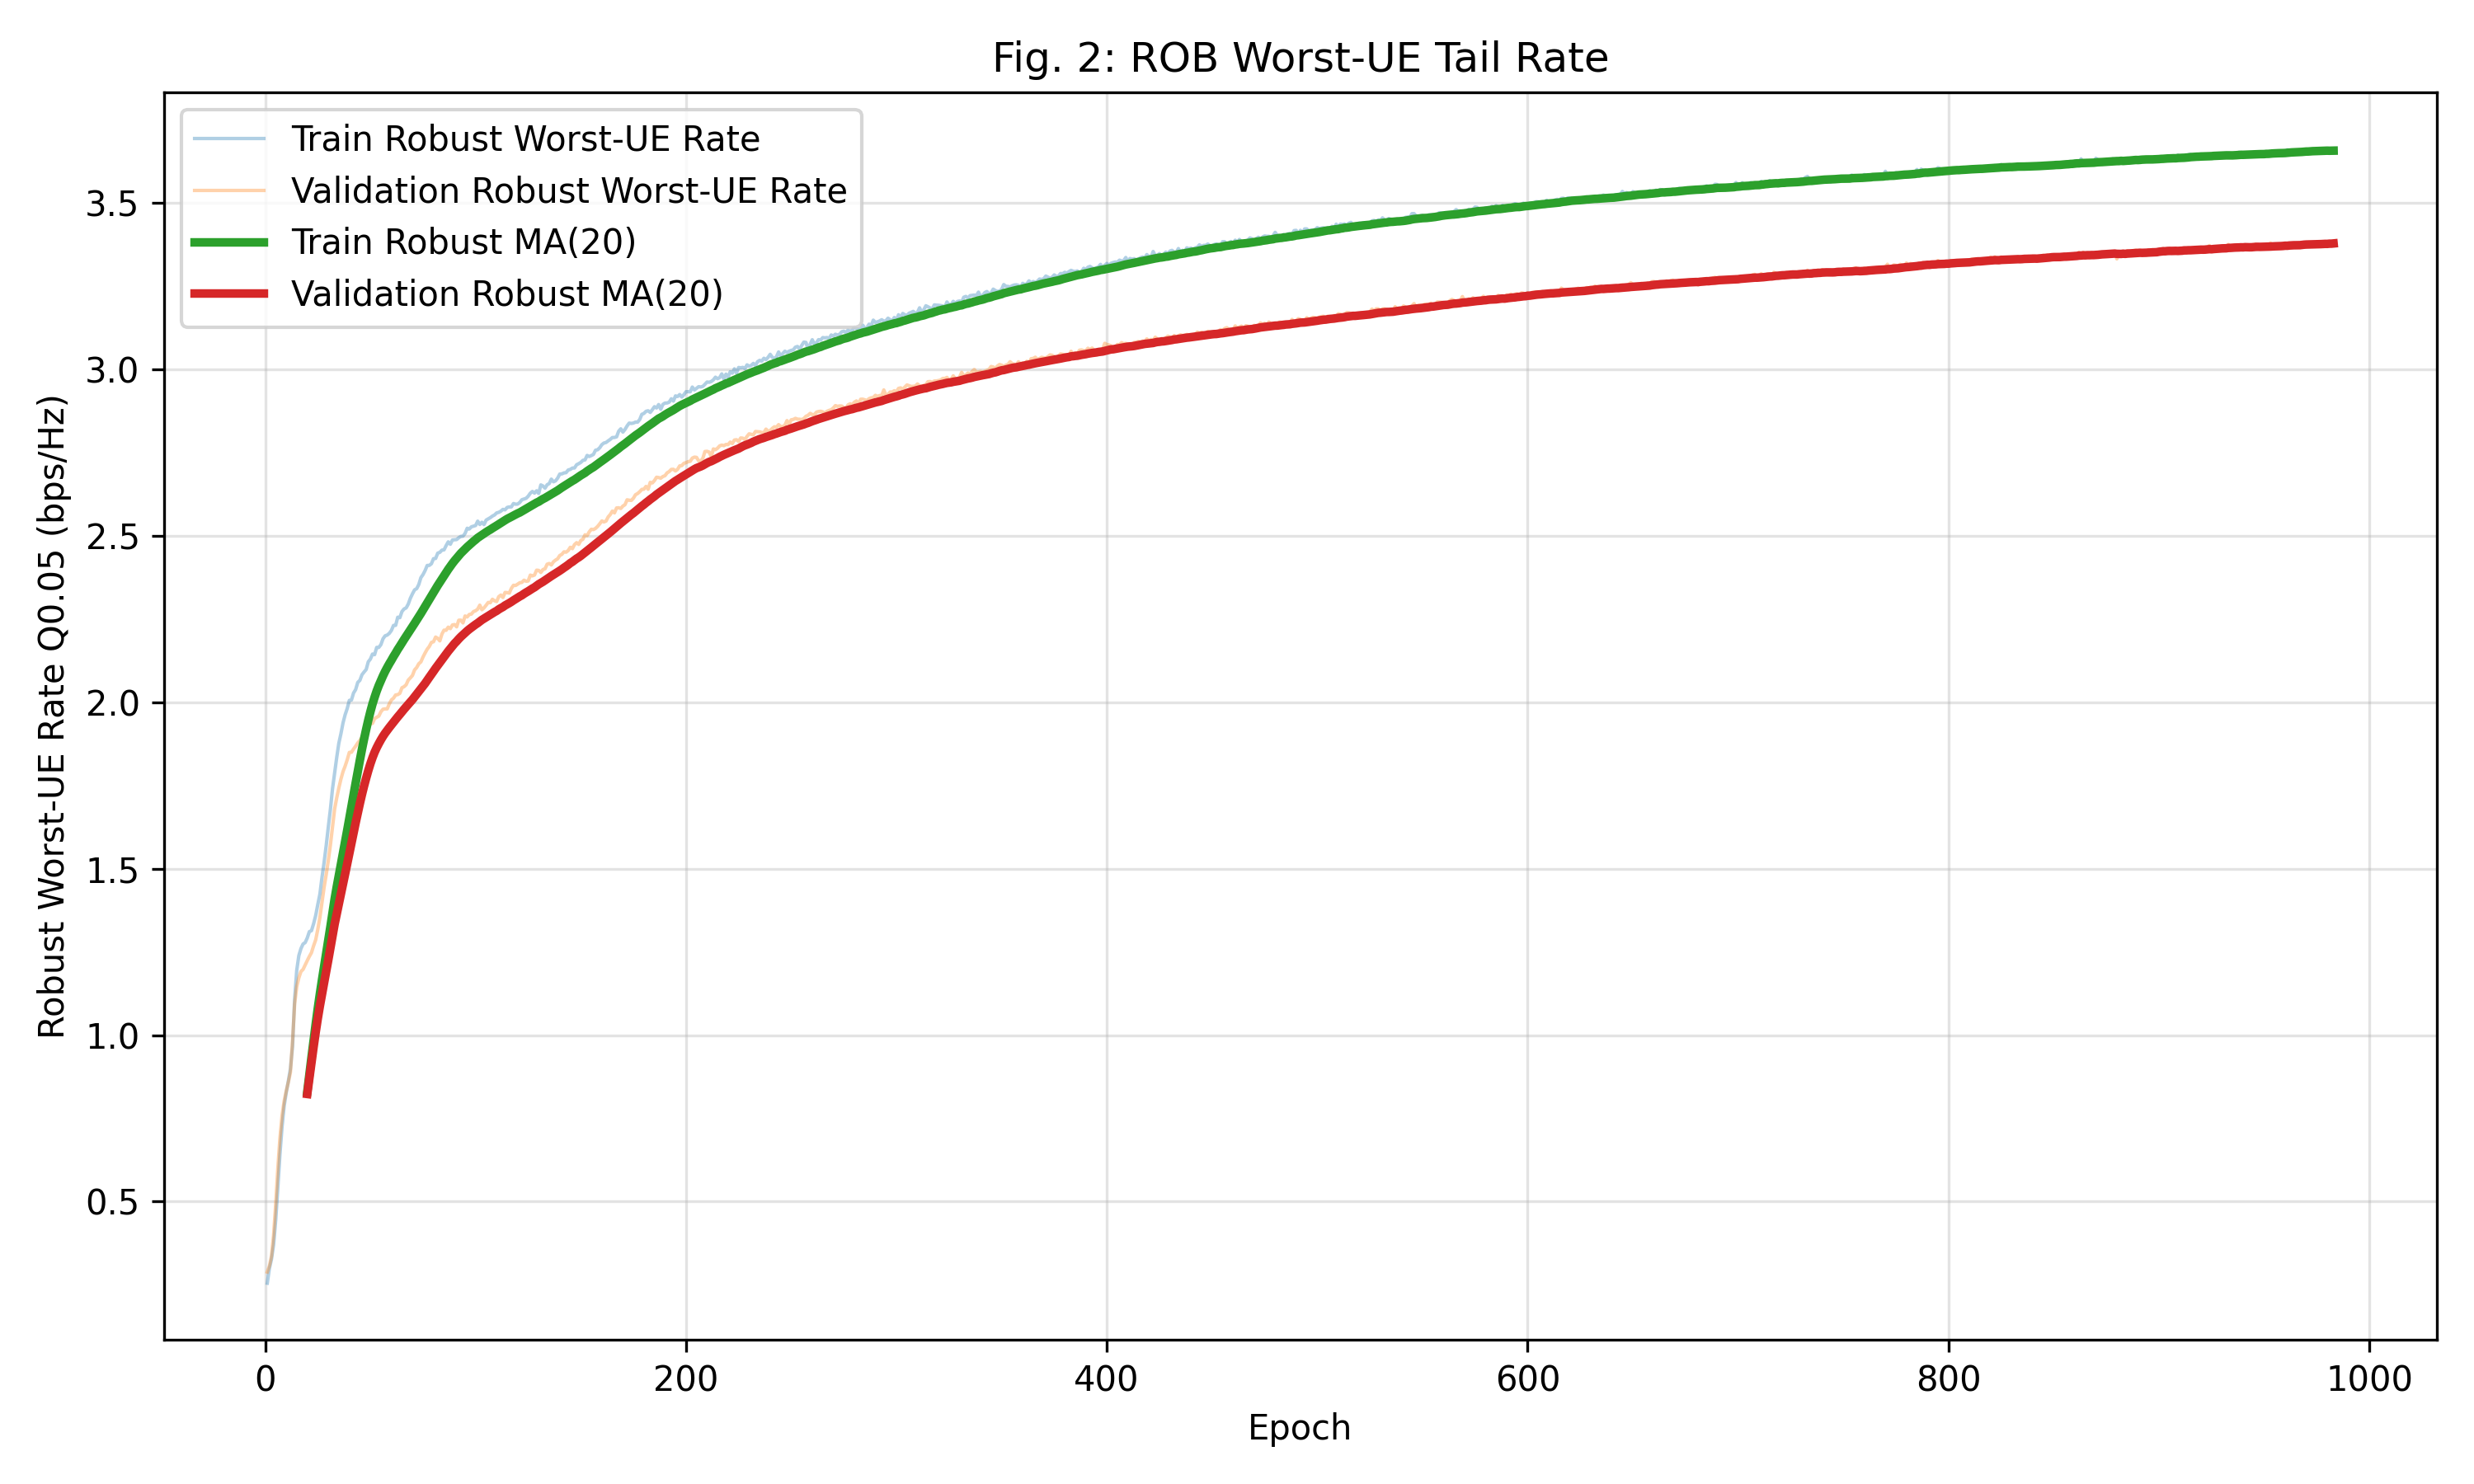 Fig. 2: ROB Worst-UE Tail Rate
Train Robust Worst-UE Rate
Validation Robust Worst-UE Rate
Train Robust MA(20)
Validation Robust MA(20)
Robust Worst-UE Rate Q0.05 (bps/Hz)
3.5
3.0
2.5
2.0
1.5
1.0
0.5
0
200
400
600
800
1000
Epoch